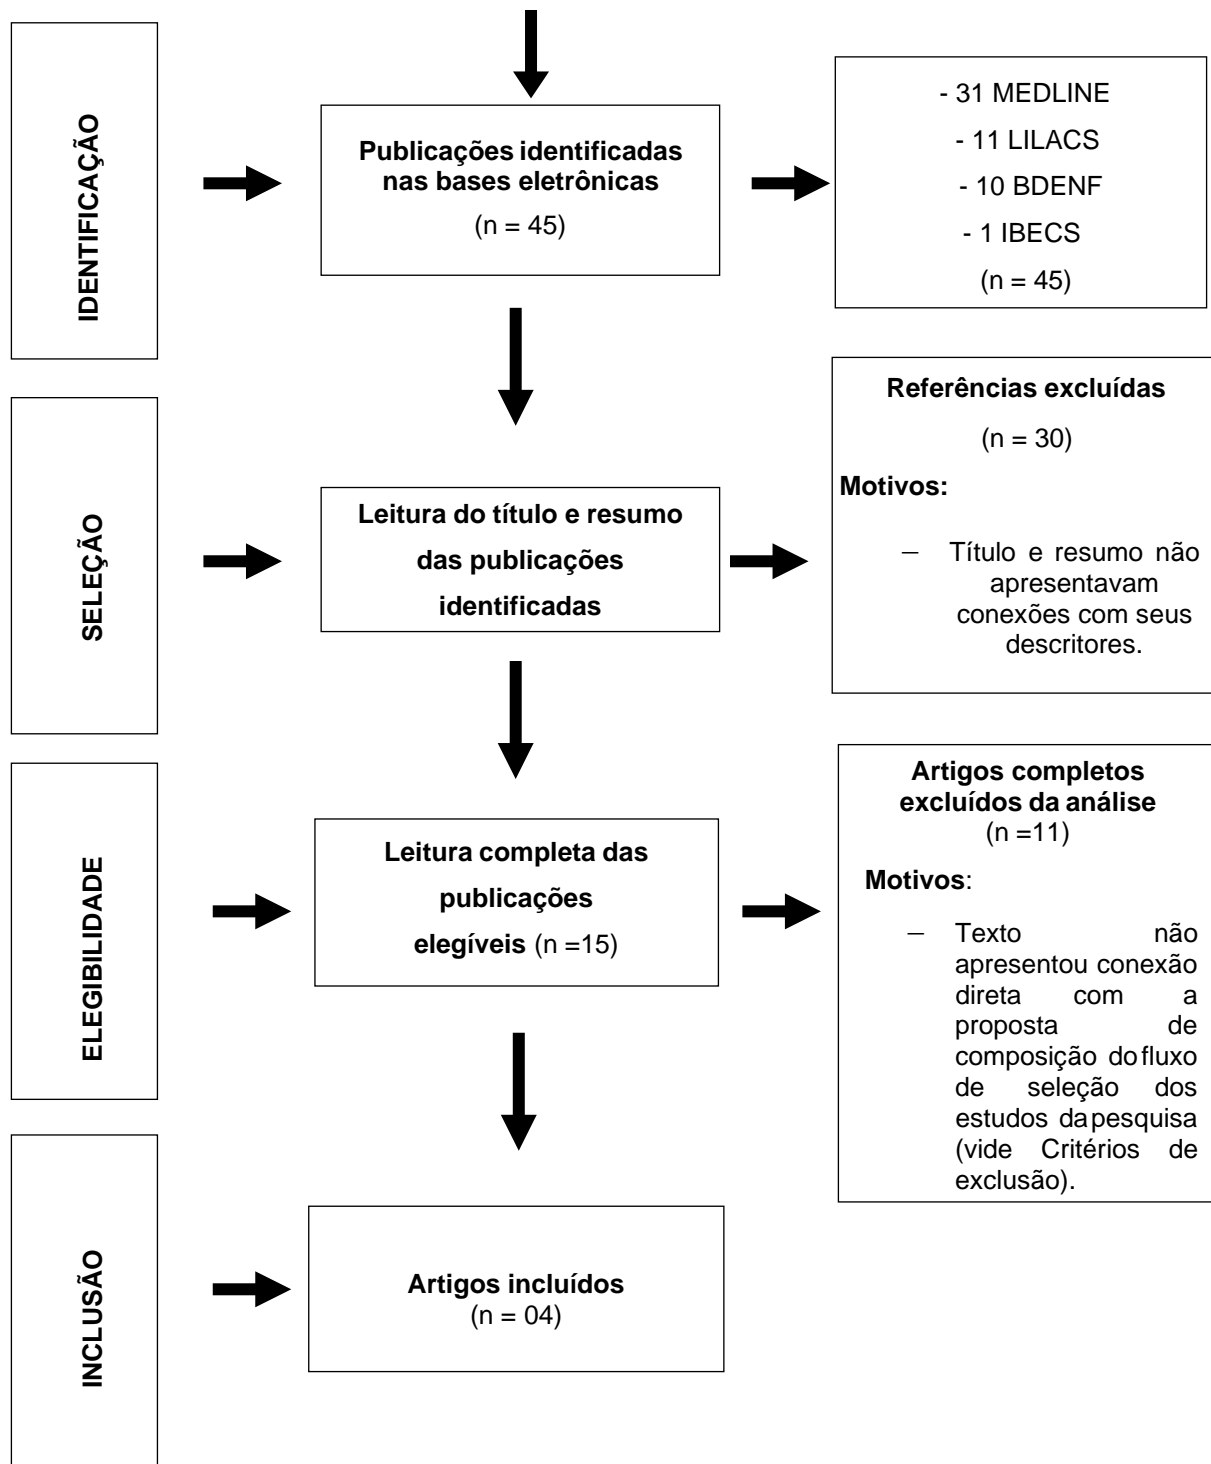 IDENTIFICAÇÃO
Publicações identificadas
nas bases eletrônicas
(n = 45)
- 31 MEDLINE
- 11 LILACS
- 10 BDENF
- 1 IBECS
(n = 45)
SELEÇÃO
Leitura do título e resumo
das publicações
identificadas
Referências excluídas
(n = 30)
Motivos:
– Título e resumo não
apresentavam
conexões com seus
descritores.
ELEGIBILIDADE
Leitura completa das
publicações
elegíveis (n =15)
Artigos completos
excluídos da análise
(n =11)
Motivos:
– Texto não
apresentou conexão
direta com a
proposta de
composição do fluxo
de seleção dos
estudos da pesquisa
(vide Critérios de
exclusão).
INCLUSÃO
Artigos incluídos
(n = 04)